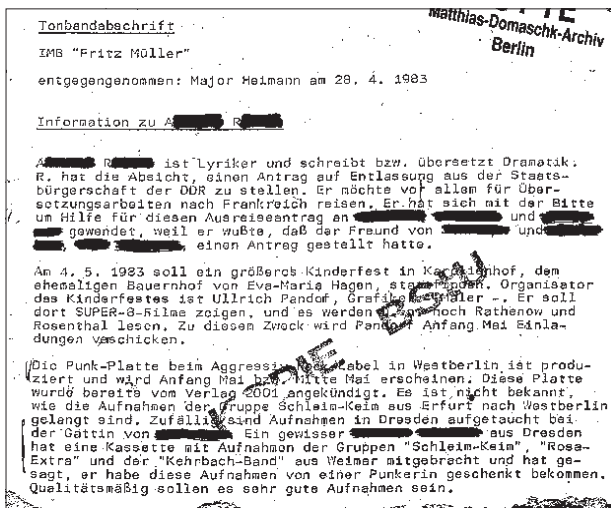 Tonbandabschrift
Matthias-Domaschk-Archiv
Berlin
IMB "Fritz Müller"
entgegengenommen: Major Heimann am 28. 4. 1983
Information zu A R
A R ist Lyriker und schreibt bzw. übersetzt Dramatik.
R. hat die Absicht, einen Antrag auf Entlassung aus der Staats-
bürgerschaft der DDR zu stellen. Er möchte vor allem für Über-
setzungsarbeiten nach Frankreich reisen. Er hat sich mit der Bitte
um Hilfe für diesen Ausreiseantrag an und
gewendet, weil er wußte, daß der Freund von und
, einen Antrag gestellt hatte.
Am 4. 5. 1983 soll ein größeres Kinderfest in , dem
ehemaligen Bauernhof von Eva-Maria Hagen, stattfinden. Organisator
des Kinderfestes ist Ullrich Pandof, Maler -. Er soll
dort SUPER-8-Filme zeigen, und es werden noch Rathenow und
Rosenthal lesen. Zu diesem Zweck wird Pandof Anfang Mai Einla-
dungen veschicken.
KOPIE BSTU
Die Punk-Platte beim Label in Westberlin ist produ-
ziert und wird Anfang Mai bzw. Mitte Mai erscheinen. Diese Platte
wurde bereits vom Verlag 2001 angekündigt. Es ist nicht bekannt,
wie die Aufnahmen der Gruppe Schleim-Keim aus Erfurt nach Westberlin
gelangt sind. Zufällig sind Aufnahmen in Dresden aufgetaucht bei
der Gattin von . Ein gewisser aus Dresden
hat eine Kassette mit Aufnahmen der Gruppen "Schleim-Keim", "Rosa-
Extra" und der "Kehrbach-Band" aus Weimar mitgebracht und hat ge-
sagt, er habe diese Aufnahmen von einer Punkerin geschenkt bekommen.
Qualitätsmäßig sollen es sehr gute Aufnahmen sein.